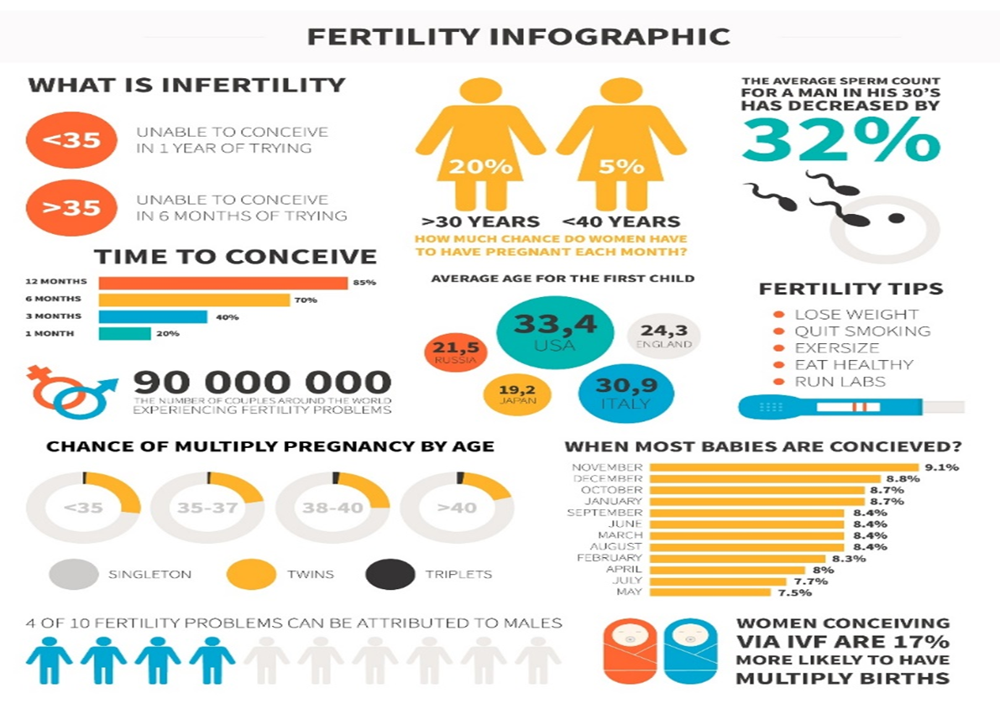 FERTILITY INFOGRAPHIC
WHAT IS INFERTILITY
<35
UNABLE TO CONCEIVE
IN 1 YEAR OF TRYING
>35
UNABLE TO CONCEIVE
IN 6 MONTHS OF TRYING
TIME TO CONCEIVE
12 MONTHS 85%
6 MONTHS 70%
3 MONTHS 40%
1 MONTH 20%
90 000 000
THE NUMBER OF COUPLES AROUND THE WORLD
EXPERIENCING FERTILITY PROBLEMS
20% 5%
>30 YEARS <40 YEARS
HOW MUCH CHANCE DO WOMEN HAVE
TO HAVE PREGNANT EACH MONTH?
AVERAGE AGE FOR THE FIRST CHILD
33,4
USA
24,3
ENGLAND
21,5
RUSSIA
19,2
JAPAN
30,9
ITALY
THE AVERAGE SPERM COUNT
FOR A MAN IN HIS 30'S
HAS DECREASED BY
32%
FERTILITY TIPS
LOSE WEIGHT
QUIT SMOKING
EXERSIZE
EAT HEALTHY
RUN LABS
CHANCE OF MULTIPLY PREGNANCY BY AGE
<35 35-37 38-40 >40
SINGLETON TWINS TRIPLETS
WHEN MOST BABIES ARE CONCIEVED?
NOVEMBER 9.1%
DECEMBER 8.8%
OCTOBER 8.7%
JANUARY 8.7%
SEPTEMBER 8.4%
JUNE 8.4%
MARCH 8.4%
AUGUST 8.4%
FEBRUARY 8.3%
APRIL 8%
JULY 7.7%
MAY 7.5%
4 OF 10 FERTILITY PROBLEMS CAN BE ATTRIBUTED TO MALES
WOMEN CONCEIVING
VIA IVF ARE 17%
MORE LIKELY TO HAVE
MULTIPLY BIRTHS